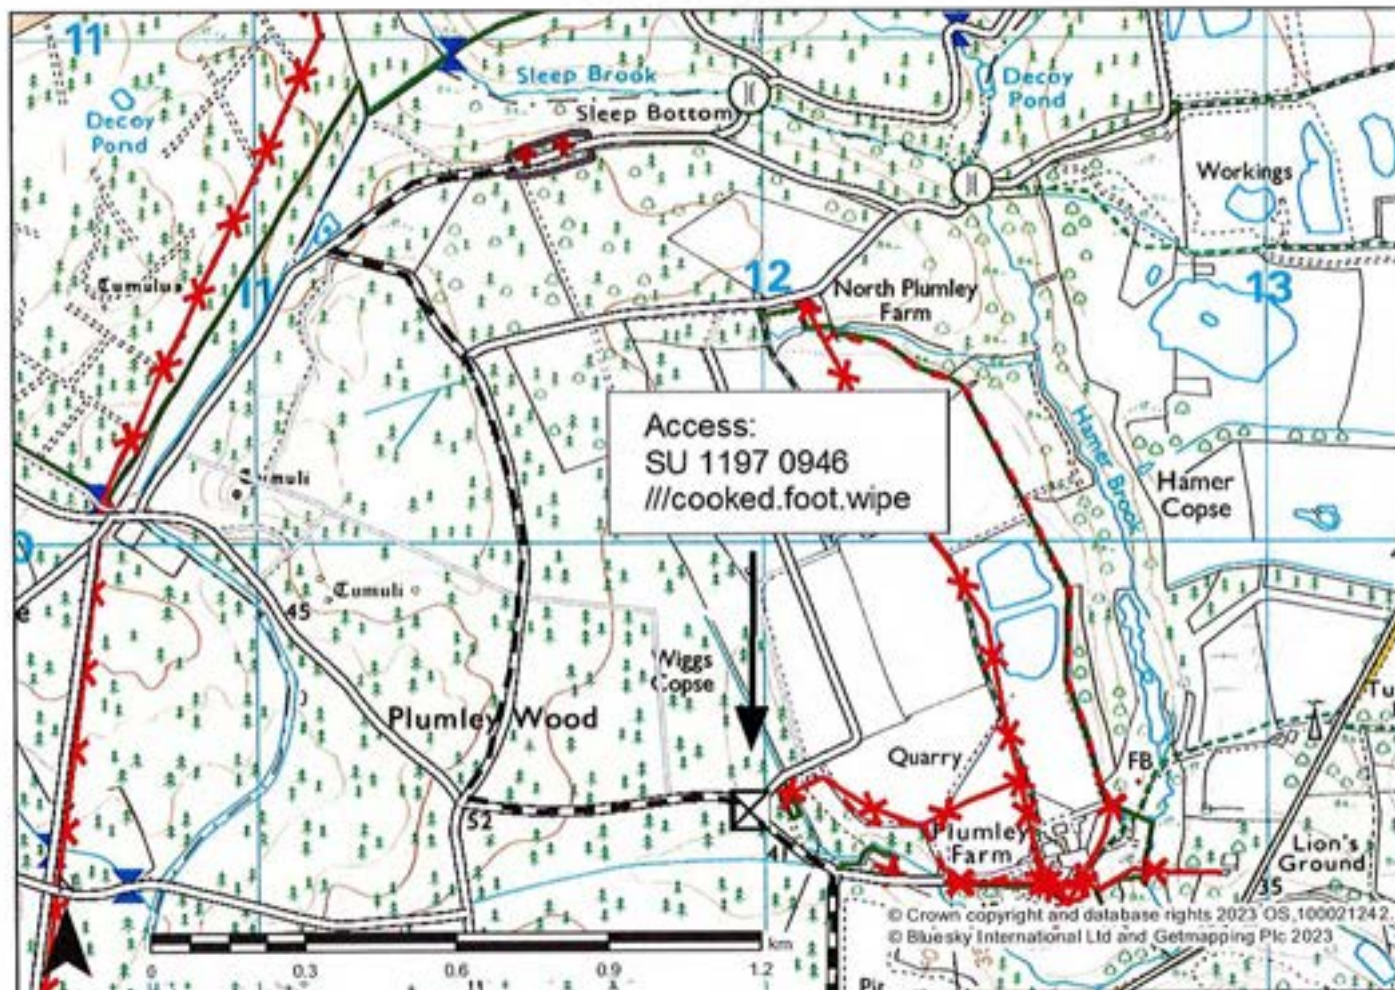 11
Decoy
Pond
Sleep Brook
Sleep Bottom
Decoy
Pond
Workings
Tumulus
11
12
13
North Plumley
Farm
Access:
SU 1197 0946
///cooked.foot.wipe
Hamer Brook
Hamer
Copse
Tumuli
Tumuli
45
Wiggs
Copse
Plumley Wood
Quarry
FB
52
41
Plumley
Farm
Lion's
Ground
35
© Crown copyright and database rights 2023 OS 100021242
© Bluesky International Ltd and Getmapping Plc 2023
km
0 0.3 0.6 0.9 1.2